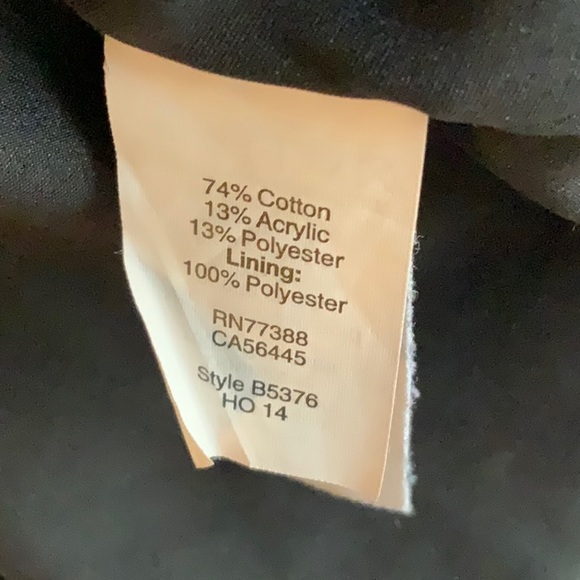 74% Cotton
13% Acrylic
13% Polyester
Lining:
100% Polyester
RN77388
CA56445
Style B5376
HO 14